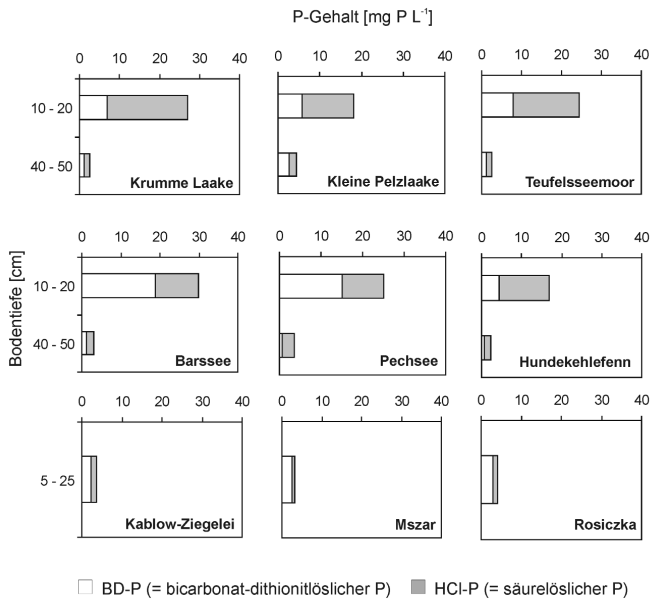 P-Gehalt [mg P L⁻¹]
0 10 20 30 40 0 10 20 30 40 0 10 20 30 40
10 - 20
40 - 50
Krumme Laake Kleine Pelzlaake Teufelsseemoor
0 10 20 30 40 0 10 20 30 40 0 10 20 30 40
Bodentiefe [cm]
10 - 20
40 - 50
Barssee Pechsee Hundekehlefenn
0 10 20 30 40 0 10 20 30 40 0 10 20 30 40
5 - 25
Kablow-Ziegelei Mszar Rosiczka
BD-P (= bicarbonat-dithionitlöslicher P) HCl-P (= säurelöslicher P)